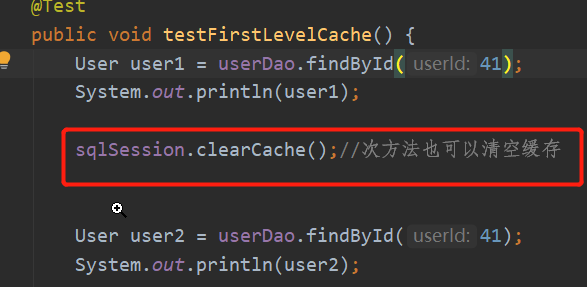 @Test
public void testFirstLevelCache() {
User user1 = userDao.findById( userId: 41);
System.out.println(user1);
sqlSession.clearCache();//次方法也可以清空缓存
User user2 = userDao.findById( userId: 41);
System.out.println(user2);